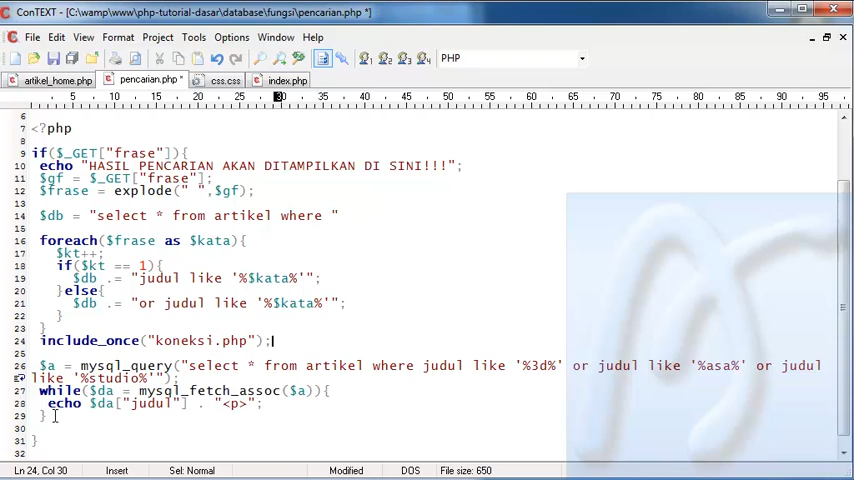 ConTEXT - [C:\wamp\www\php-tutorial-dasar\database\fungsi\pencarian.php *]
File Edit View Format Project Tools Options Window Help
PHP
artikel_home.php pencarian.php * css.css index.php
5 10 15 20 25 30 35 40 45 50 55 60 65 70 75 80 85 90 95
6
7 <?php
8
9 if($_GET["frase"]){
10 echo "HASIL PENCARIAN AKAN DITAMPILKAN DI SINI!!!";
11 $gf = $_GET["frase"];
12 $frase = explode(" ",$gf);
13
14 $db = "select * from artikel where "
15
16 foreach($frase as $kata){
17 $kt++;
18 if($kt == 1){
19 $db .= "judul like '%$kata%'";
20 }else{
21 $db .= "or judul like '%$kata%'";
22 }
23 }
24 include_once("koneksi.php");
26 $a = mysql_query("select * from artikel where judul like '%3d%' or judul like '%asa%' or judul
like '%studio%'");
27 while($da = mysql_fetch_assoc($a)){
28 echo $da["judul"] . "<p>";
29 }
30
31 }
32
Ln 24, Col 30 Insert Sel: Normal Modified DOS File size: 650